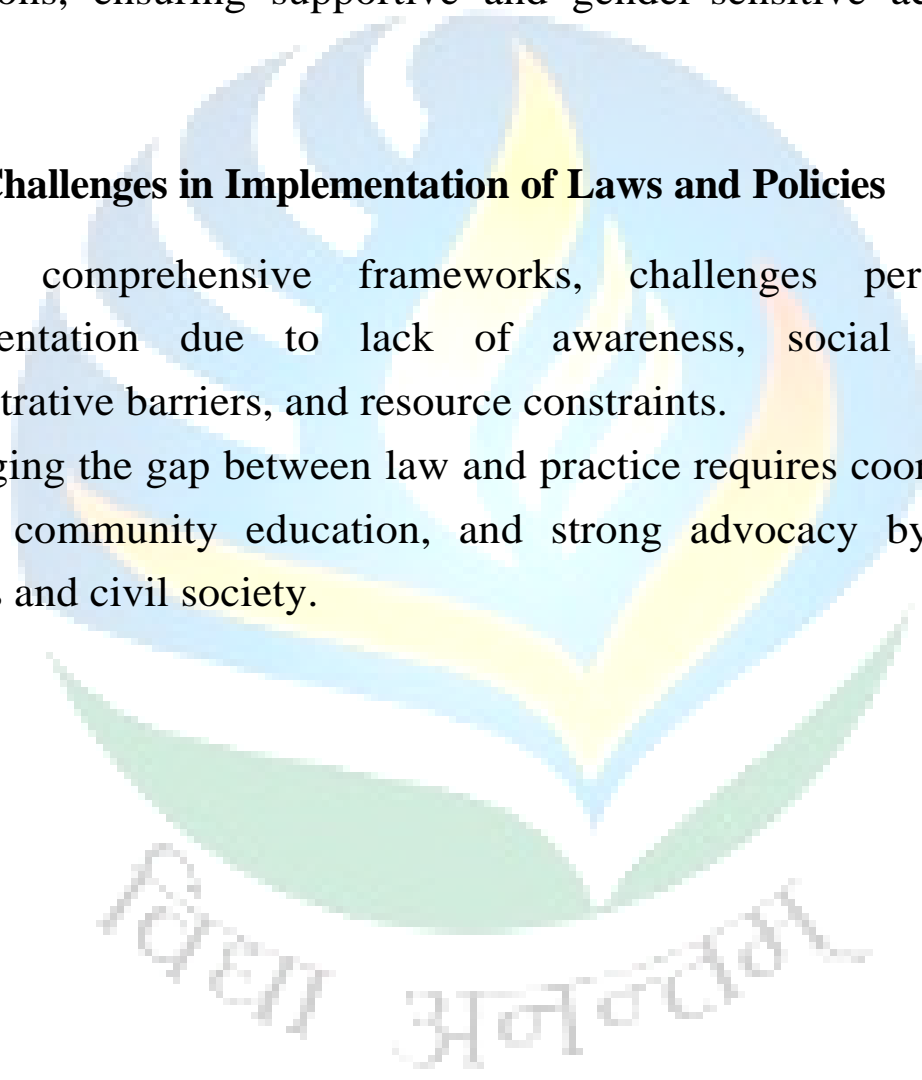 ons, ensuring supportive and gender-sensitive ac
Challenges in Implementation of Laws and Policies
comprehensive frameworks, challenges per
entation due to lack of awareness, social
trative barriers, and resource constraints.
ging the gap between law and practice requires coor
community education, and strong advocacy by
s and civil society.
विद्या अनन्तम्